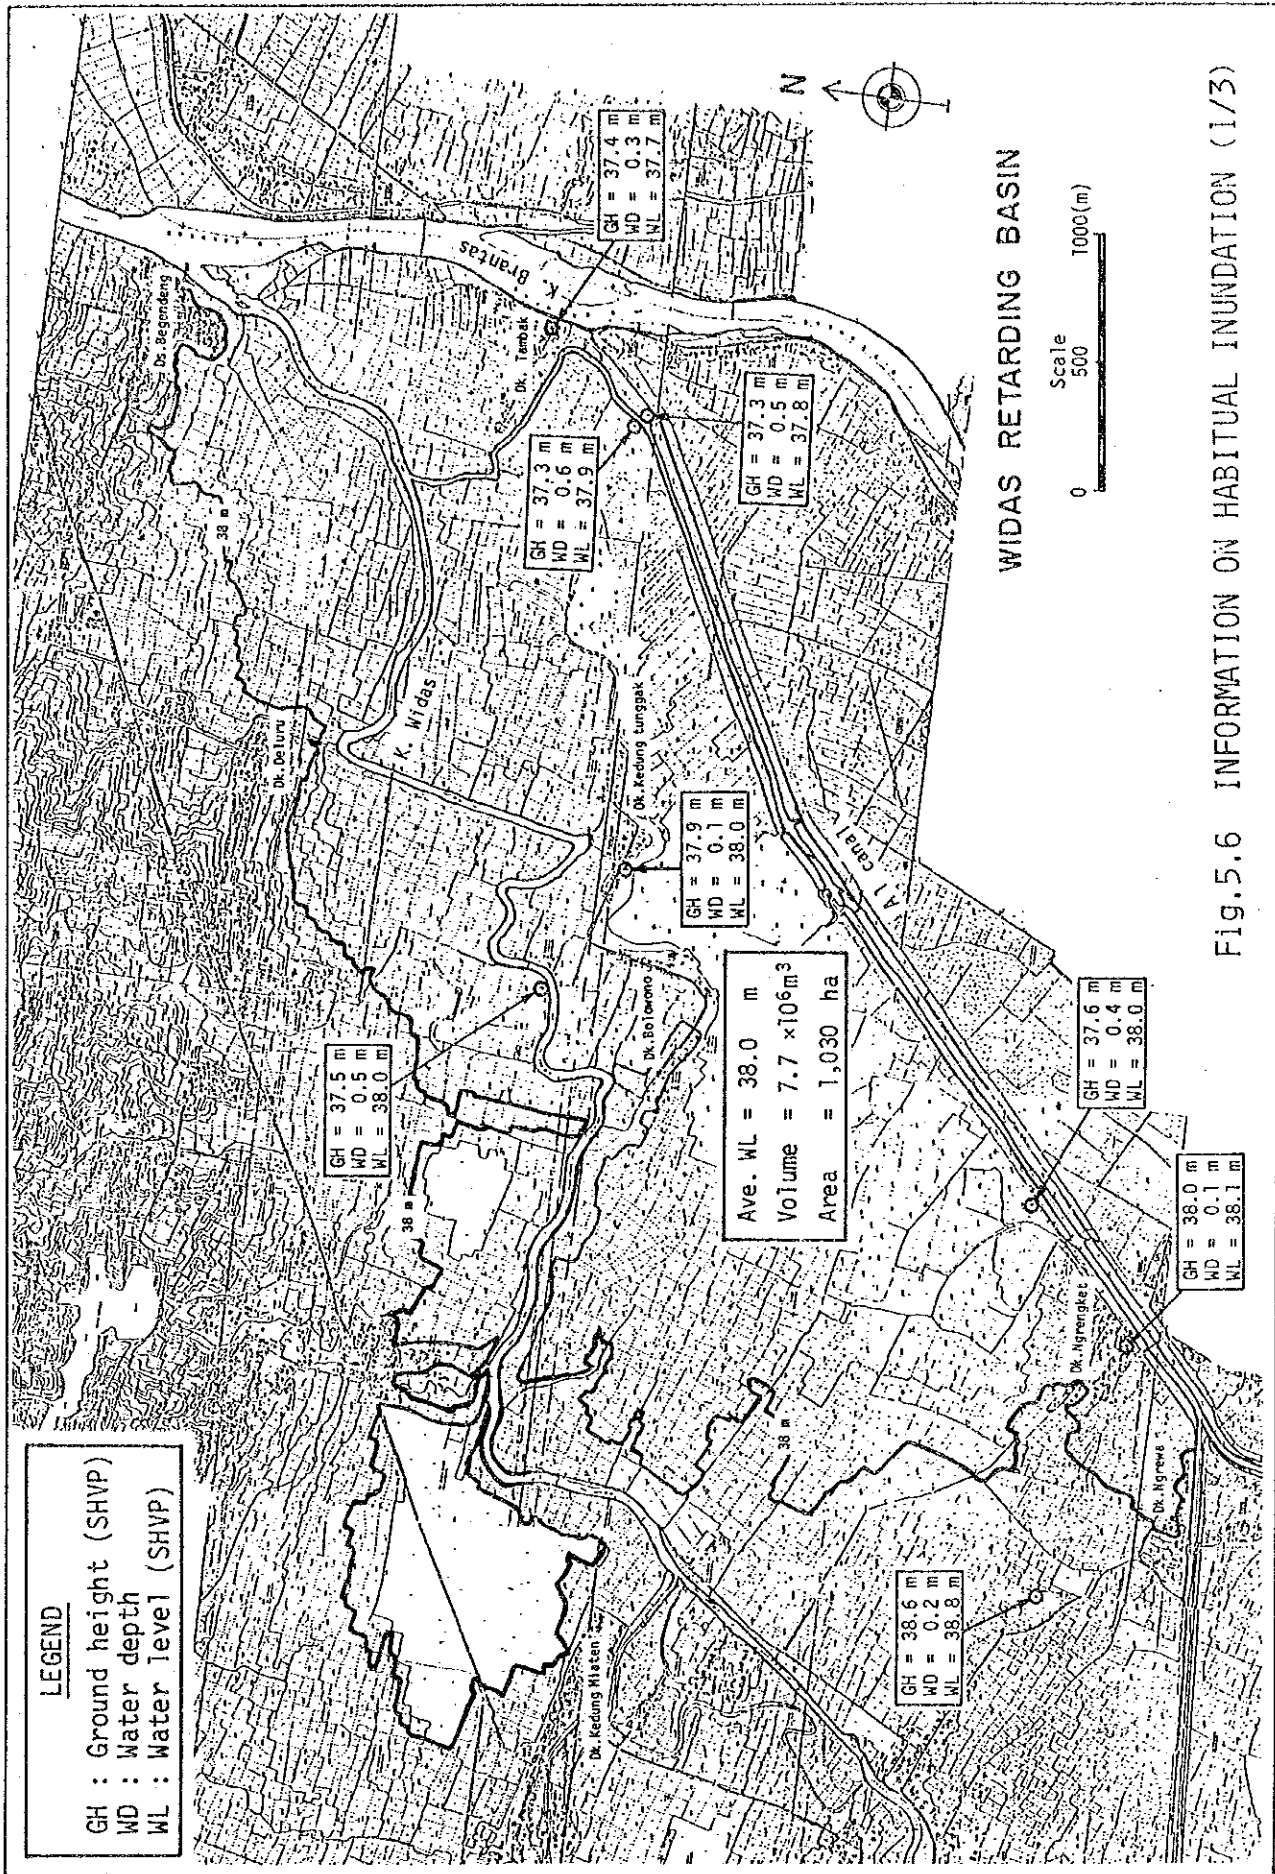 LEGEND
GH : Ground height (SHVP)
WD : Water depth
WL : Water level (SHVP)
N
Ds. Begendeng
38 m
K. Brantas
Dk. Tambak
GH = 37.4 m
WD = 0.3 m
WL = 37.7 m
Dk. Deluru
K. Widas
GH = 37.3 m
WD = 0.6 m
WL = 37.9 m
GH = 37.3 m
WD = 0.5 m
WL = 37.8 m
Dk. Kedung tunggak
GH = 37.9 m
WD = 0.1 m
WL = 38.0 m
GH = 37.5 m
WD = 0.5 m
WL = 38.0 m
38 m
Dk. Bolawono
A 1 canal
Ave. WL = 38.0 m
Volume = 7.7 ×10⁶m³
Area = 1,030 ha
GH = 37.6 m
WD = 0.4 m
WL = 38.0 m
GH = 38.0 m
WD = 0.1 m
WL = 38.1 m
Dk. Ngrengket
38 m
Dk. Ngrewa
Dk. Kedung Mlaten
GH = 38.6 m
WD = 0.2 m
WL = 38.8 m
WIDAS RETARDING BASIN
Scale
0 500 1000(m)
Fig.5.6 INFORMATION ON HABITUAL INUNDATION (1/3)